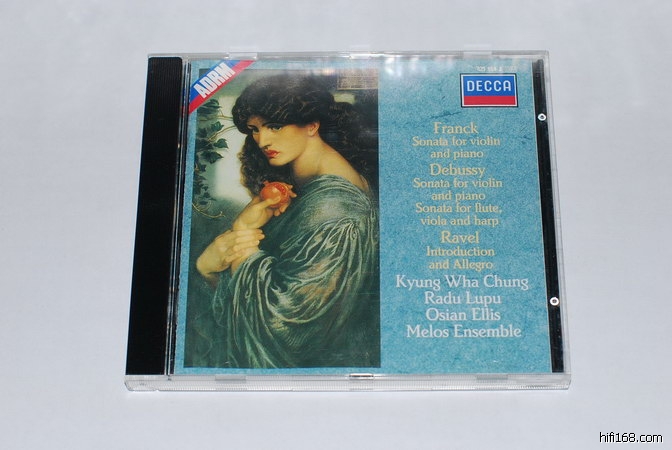 ADRM
DECCA
Franck
Sonata for violin
and piano
Debussy
Sonata for violin
and piano
Sonata for flute,
viola and harp
Ravel
Introduction
and Allegro
Kyung Wha Chung
Radu Lupu
Osian Ellis
Melos Ensemble
hifi168.com